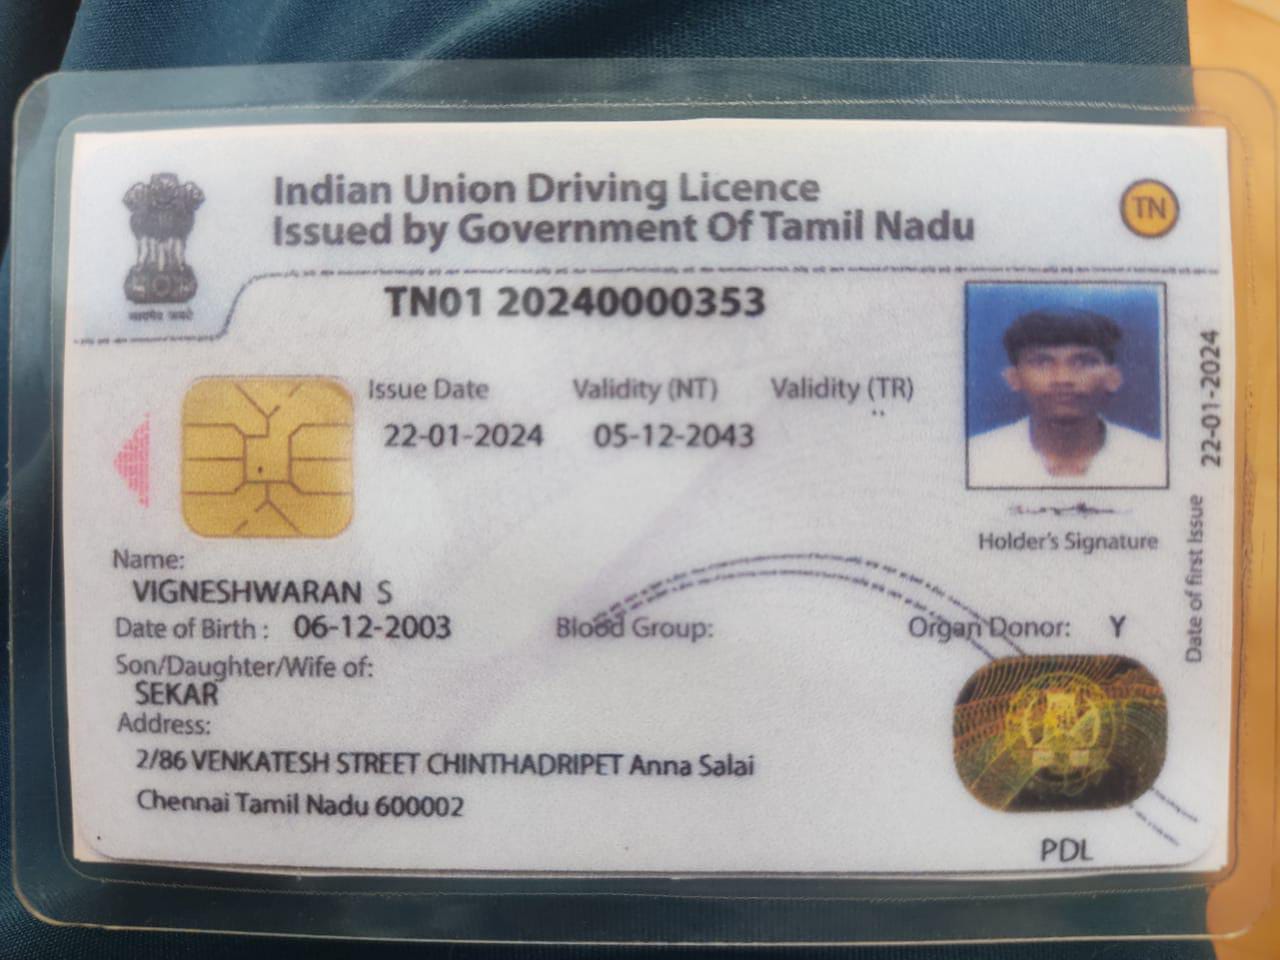 Indian Union Driving Licence
Issued by Government Of Tamil Nadu
TN
TN01 20240000353
Issue Date Validity (NT) Validity (TR)
22-01-2024 05-12-2043
Holder's Signature
Date of first Issue 22-01-2024
Name:
VIGNESHWARAN S
Date of Birth : 06-12-2003 Blood Group: Organ Donor: Y
Son/Daughter/Wife of:
SEKAR
Address:
2/86 VENKATESH STREET CHINTHADRIPET Anna Salai
Chennai Tamil Nadu 600002
PDL